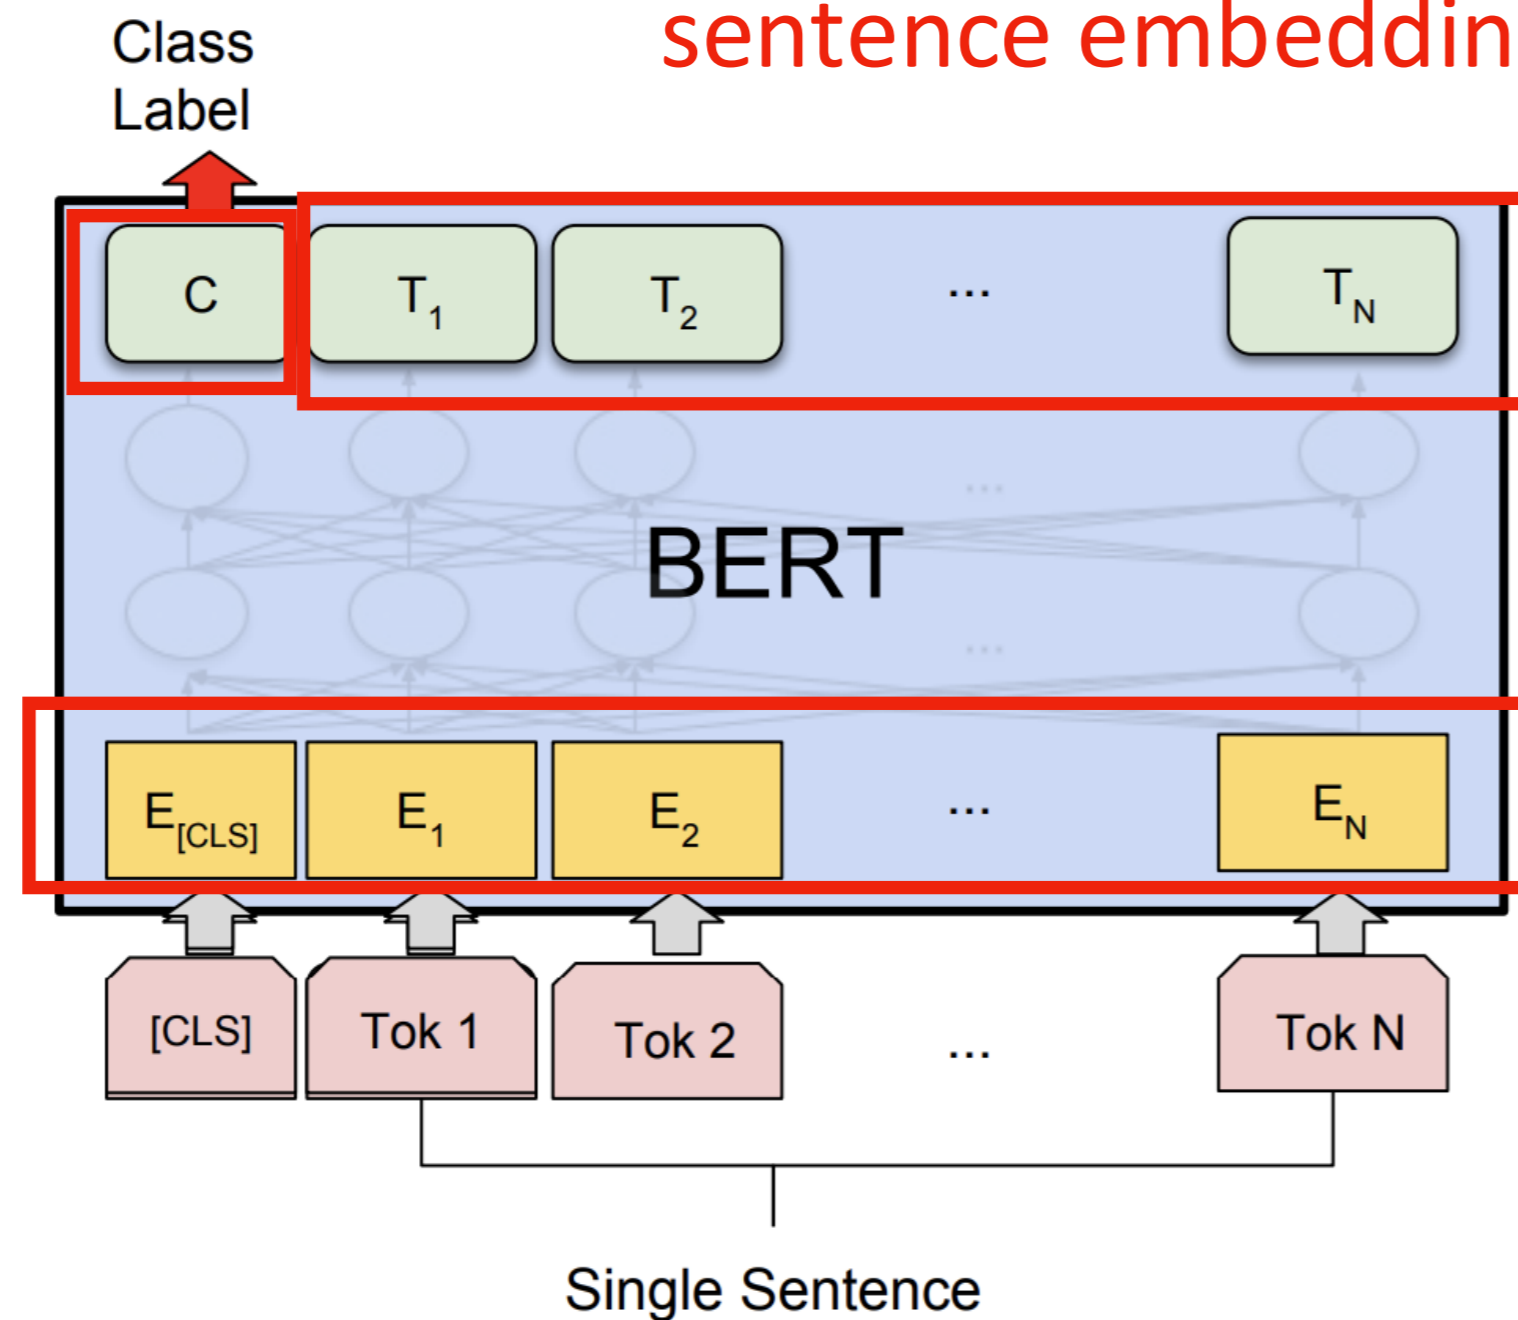 sentence embeddin
Class
Label
C T1 T2 ... TN
...
BERT
...
E[CLS] E1 E2 ... EN
[CLS] Tok 1 Tok 2 ... Tok N
Single Sentence